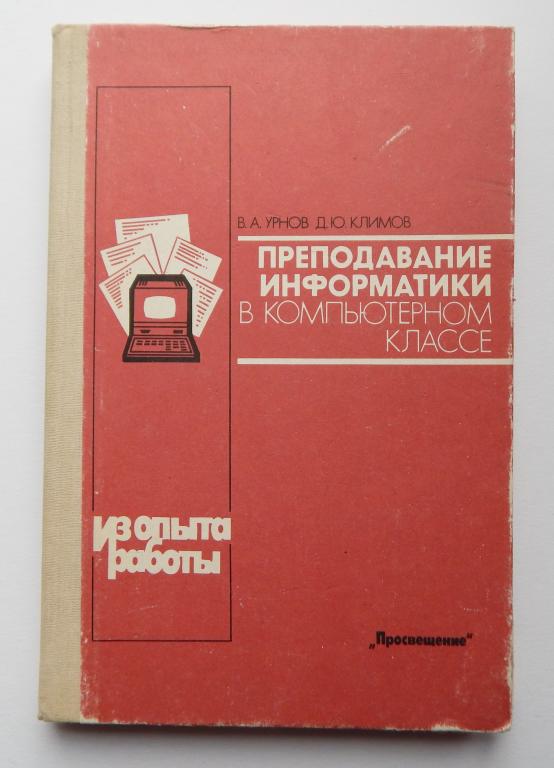 В. А. УРНОВ Д. Ю. КЛИМОВ
ПРЕПОДАВАНИЕ
ИНФОРМАТИКИ
В КОМПЬЮТЕРНОМ
КЛАССЕ
из опыта
работы
„Просвещение“